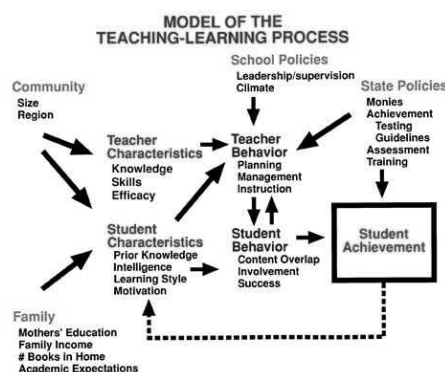 MODEL OF THE
TEACHING-LEARNING PROCESS
School Policies
Leadership/supervision
Climate
Community
Size
Region
State Policies
Monies
Achievement
Testing
Guidelines
Assessment
Training
Teacher
Characteristics
Knowledge
Skills
Efficacy
Teacher
Behavior
Planning
Management
Instruction
Student
Characteristics
Prior Knowledge
Intelligence
Learning Style
Motivation
Student
Behavior
Content Overlap
Involvement
Success
Student
Achievement
Family
Mothers' Education
Family Income
# Books in Home
Academic Expectations